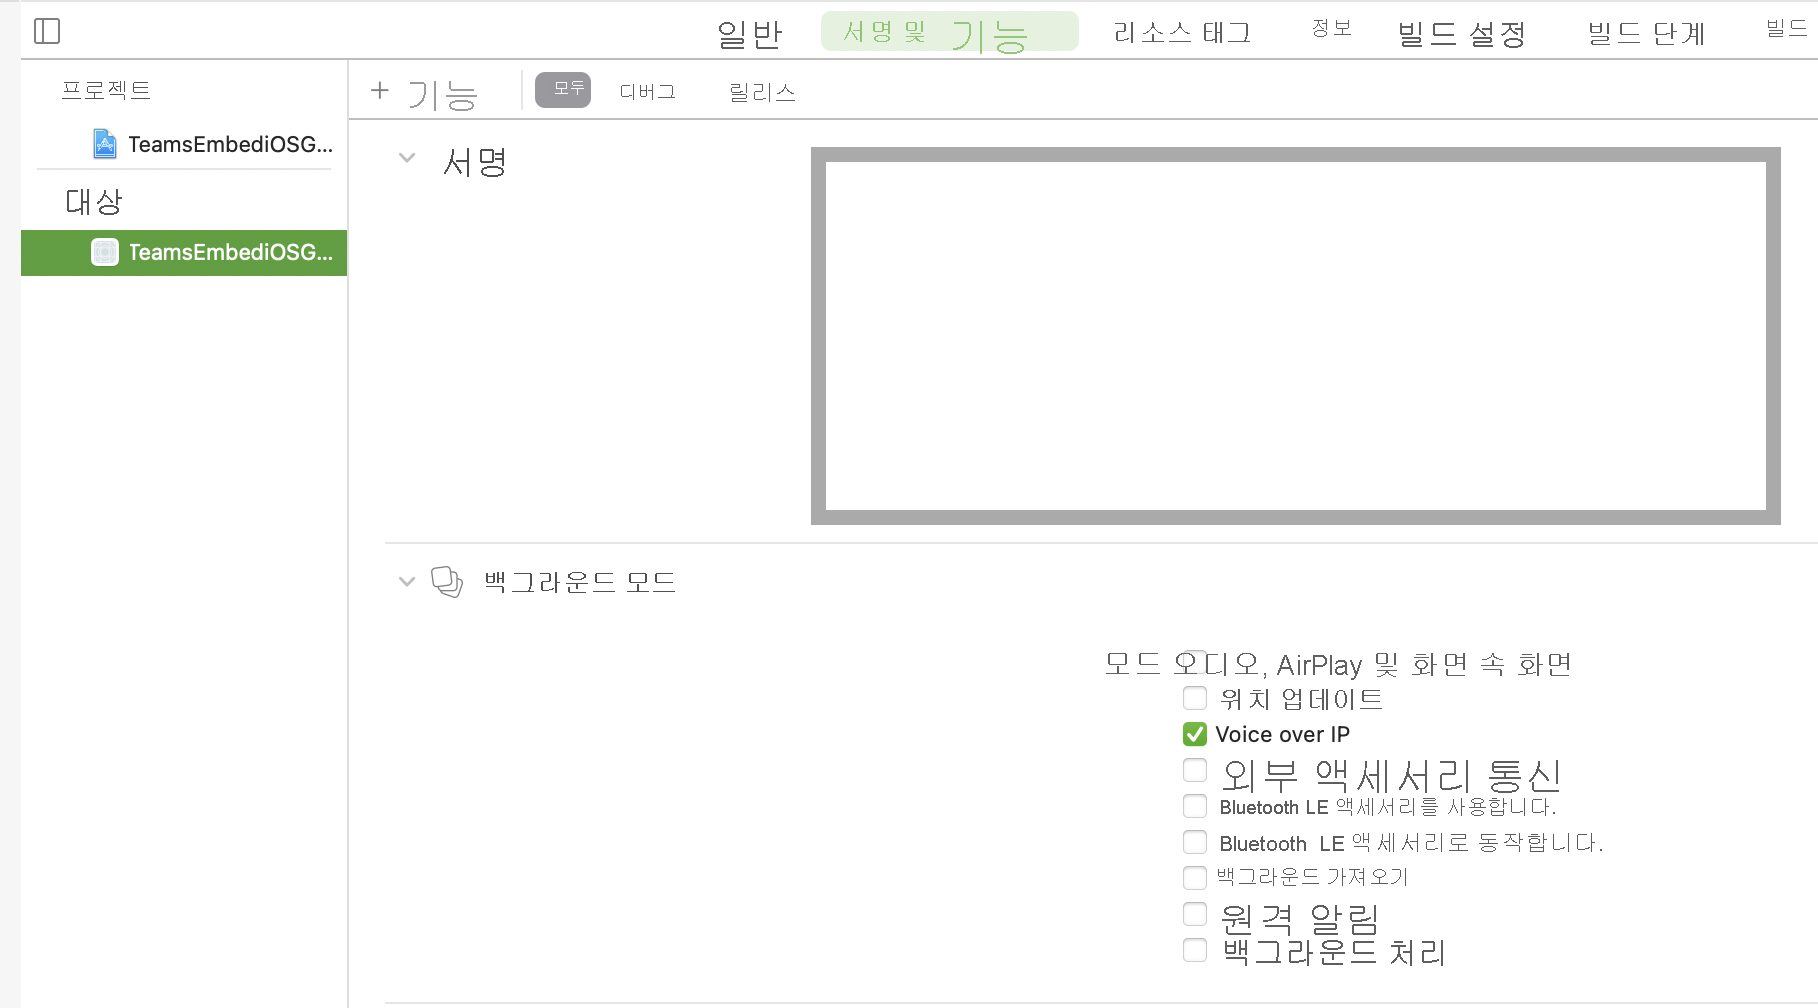 일반 서명 및 기능 리소스 태그 정보 빌드 설정 빌드 단계 빌드
프로젝트
+ 기능 모두 디버그 릴리스
TeamsEmbediOSG...
서명
대상
TeamsEmbediOSG...
백그라운드 모드
모드 오디오, AirPlay 및 화면 속 화면
위치 업데이트
Voice over IP
외부 액세서리 통신
Bluetooth LE 액세서리를 사용합니다.
Bluetooth LE 액세서리로 동작합니다.
백그라운드 가져오기
원격 알림
백그라운드 처리